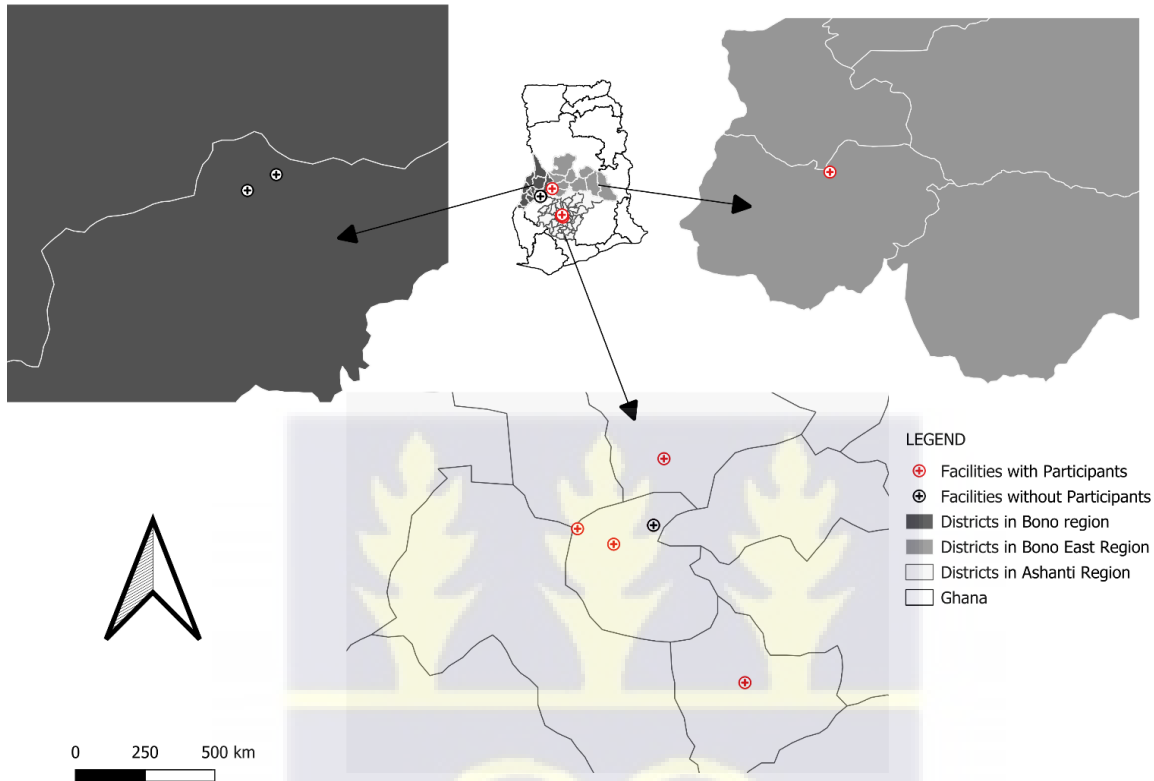 LEGEND
Facilities with Participants
Facilities without Participants
Districts in Bono region
Districts in Bono East Region
Districts in Ashanti Region
Ghana
0 250 500 km